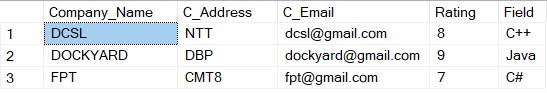 Company_Name C_Address C_Email Rating Field
1 DCSL NTT dcsl@gmail.com 8 C++
2 DOCKYARD DBP dockyard@gmail.com 9 Java
3 FPT CMT8 fpt@gmail.com 7 C#